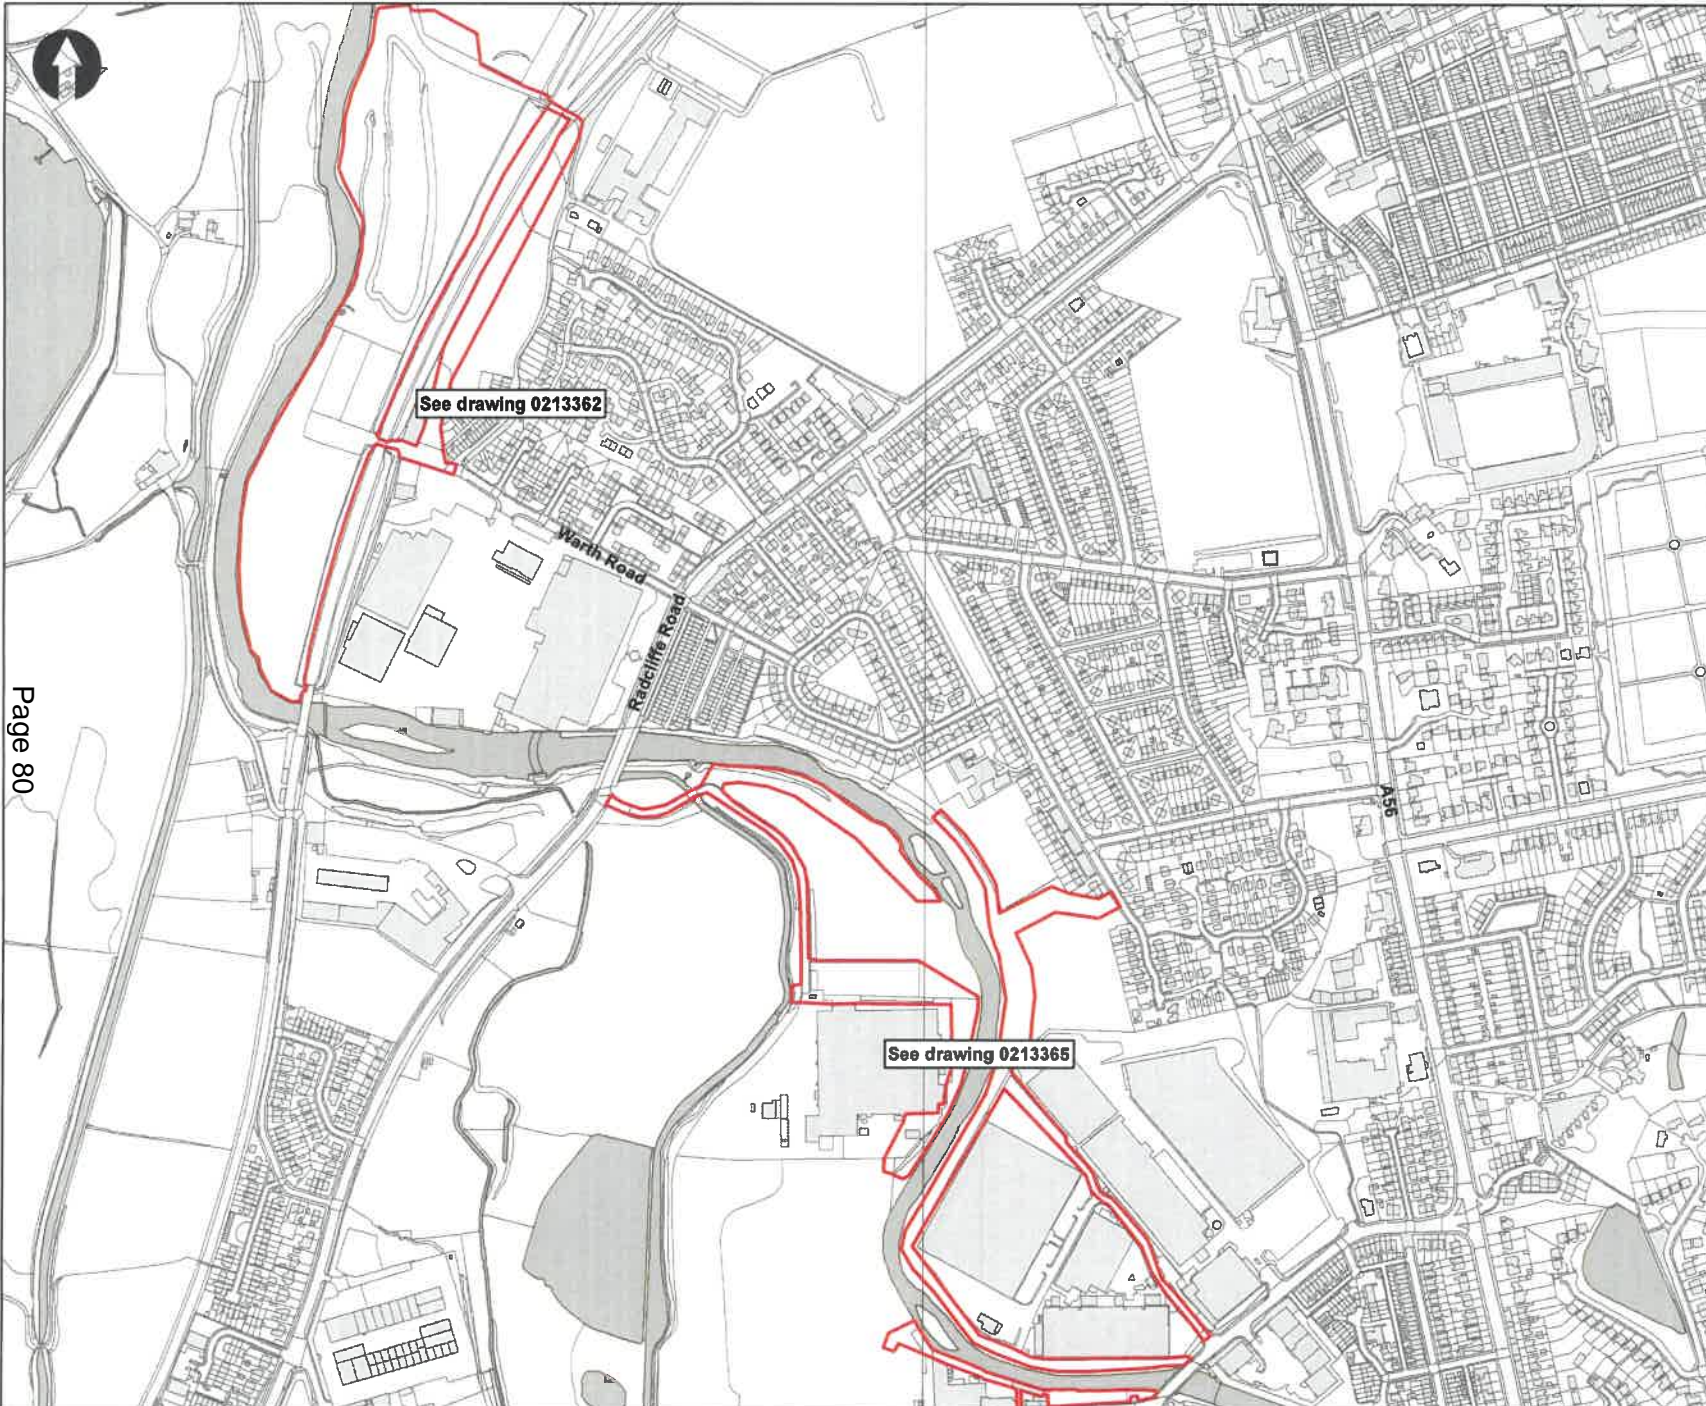 See drawing 0213362
Warth Road
Radcliffe Road
A56
See drawing 0213365
Page 80